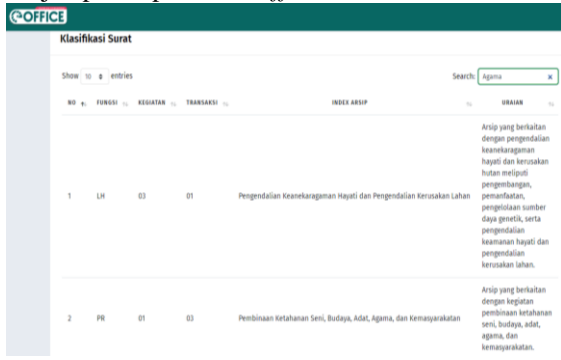 eOFFICE
Klasifikasi Surat
Show 10 entries
Search: Agama x
NO FUNGSI KEGIATAN TRANSAKSI INDEX ARSIP URAIAN
Arsip yang berkaitan
dengan pengendalian
keanekaragaman
hayati dan kerusakan
hutan meliputi
pengembangan,
1 LH 03 01 Pengendalian Keanekaragaman Hayati dan Pengendalian Kerusakan Lahan pemanfaatan,
pengelolaan sumber
daya genetik, serta
pengendalian
keamanan hayati dan
pengendalian
kerusakan lahan.
Arsip yang berkaitan
dengan kegiatan
pembinaan ketahanan
2 PR 01 03 Pembinaan Ketahanan Seni, Budaya, Adat, Agama, dan Kemasyarakatan seni, budaya, adat,
agama, dan
kemasyarakatan.